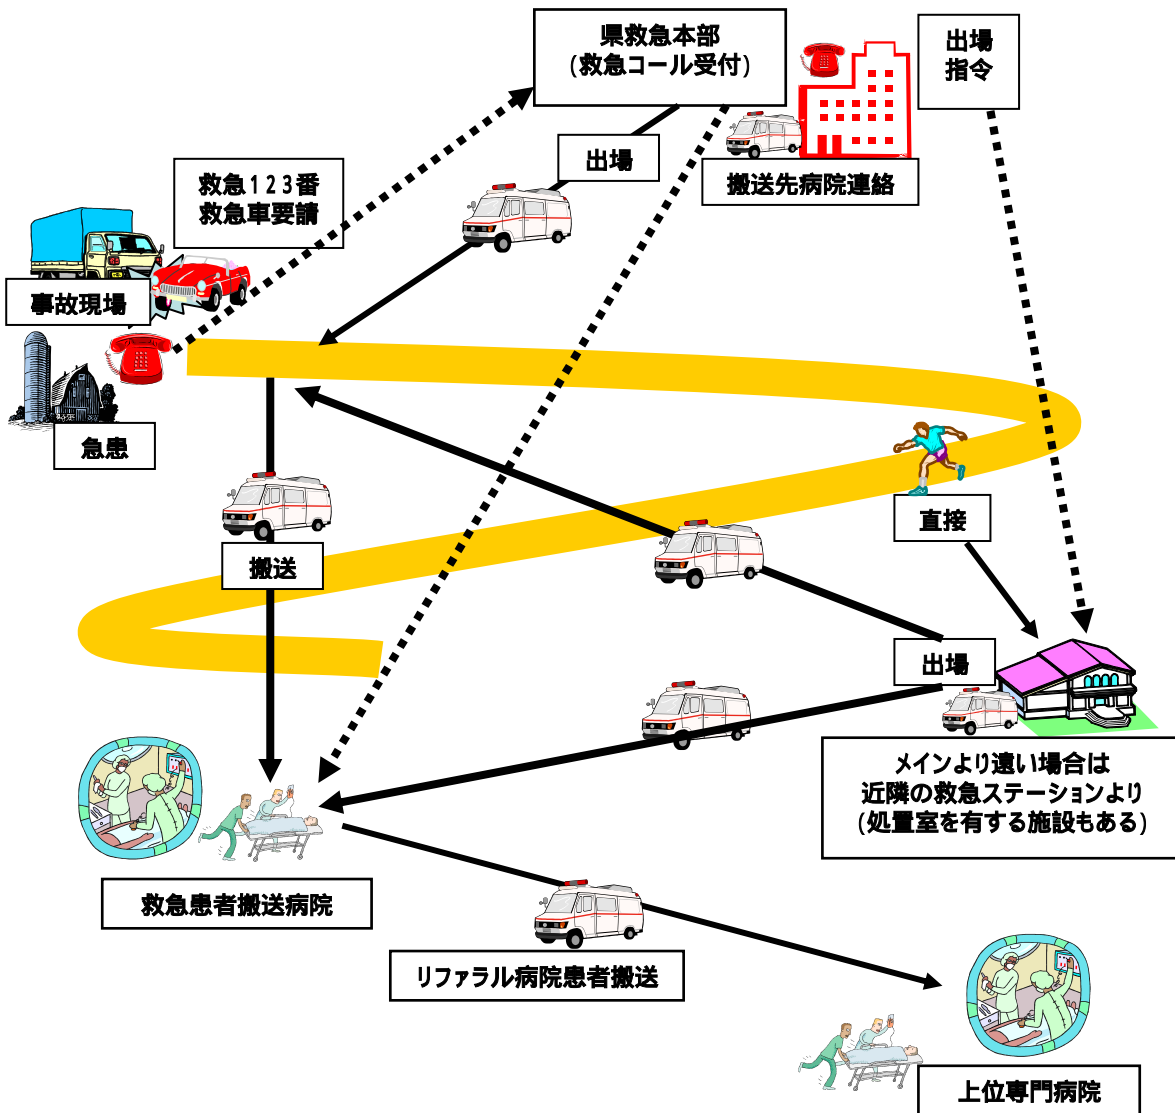 県救急本部
(救急コール受付)
出場
指令
出場
搬送先病院連絡
救急123番
救急車要請
事故現場
急患
直接
搬送
出場
メインより遠い場合は
近隣の救急ステーションより
(処置室を有する施設もある)
救急患者搬送病院
リファラル病院患者搬送
上位専門病院